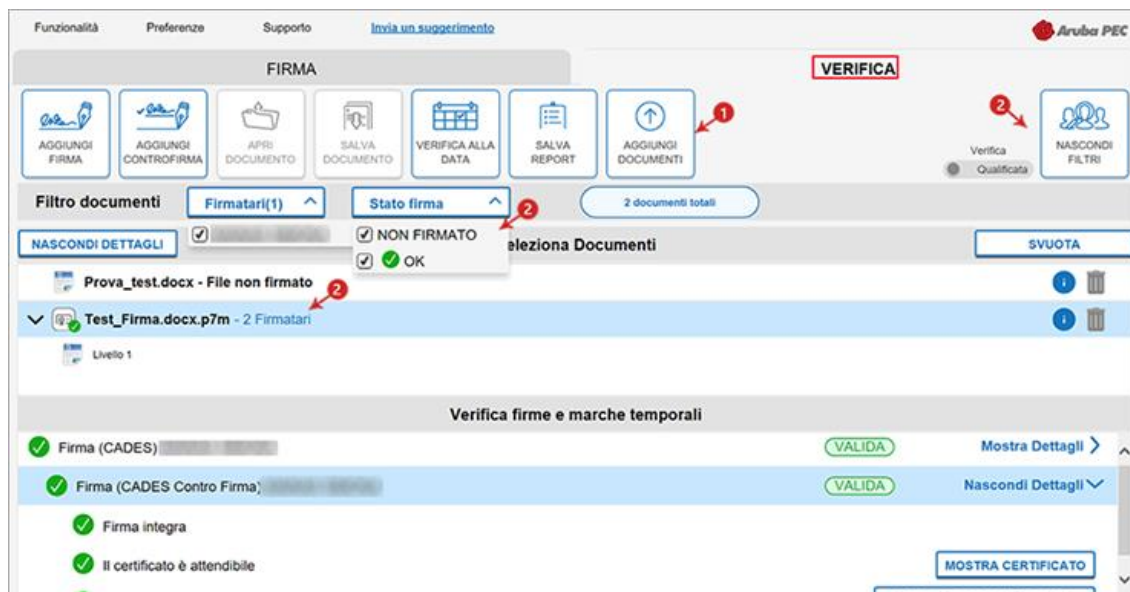 Funzionalità Preferenze Supporto Invia un suggerimento Aruba PEC
FIRMA VERIFICA
AGGIUNGI FIRMA
AGGIUNGI CONTROFIRMA
APRI DOCUMENTO
SALVA DOCUMENTO
VERIFICA ALLA DATA
SALVA REPORT
AGGIUNGI DOCUMENTI
1
2
Verifica
Qualificata
NASCONDI FILTRI
Filtro documenti Firmatari(1) Stato firma 2 documenti totali
2
NON FIRMATO
OK
NASCONDI DETTAGLI eleziona Documenti SVUOTA
Prova_test.docx - File non firmato
2
Test_Firma.docx.p7m - 2 Firmatari
Livello 1
Verifica firme e marche temporali
Firma (CADES) VALIDA Mostra Dettagli
Firma (CADES Contro Firma) VALIDA Nascondi Dettagli
Firma integra
Il certificato è attendibile MOSTRA CERTIFICATO